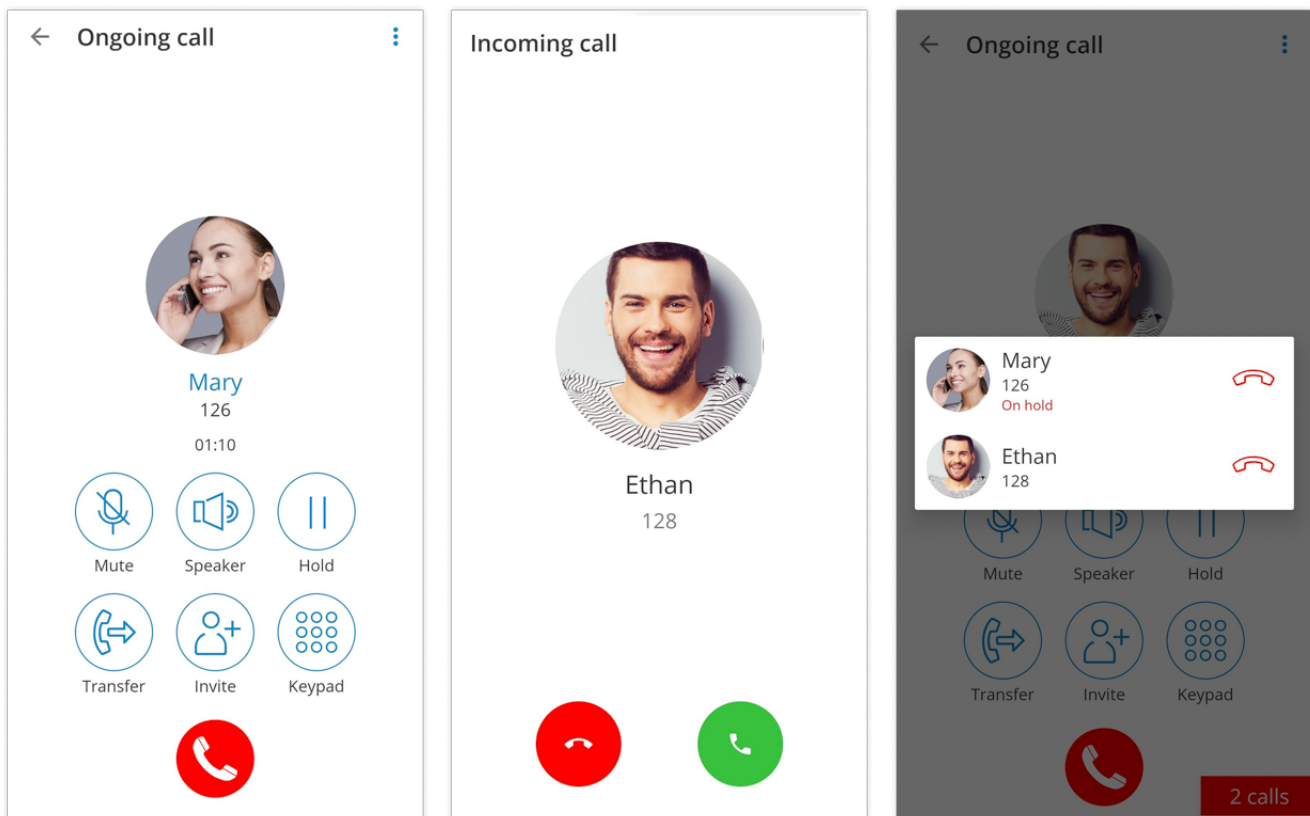 Ongoing call
Mary
126
01:10
Mute Speaker Hold
Transfer Invite Keypad
Incoming call
Ethan
128
Ongoing call
Mary
126
On hold
Ethan
128
Mute Speaker Hold
Transfer Invite Keypad
2 calls